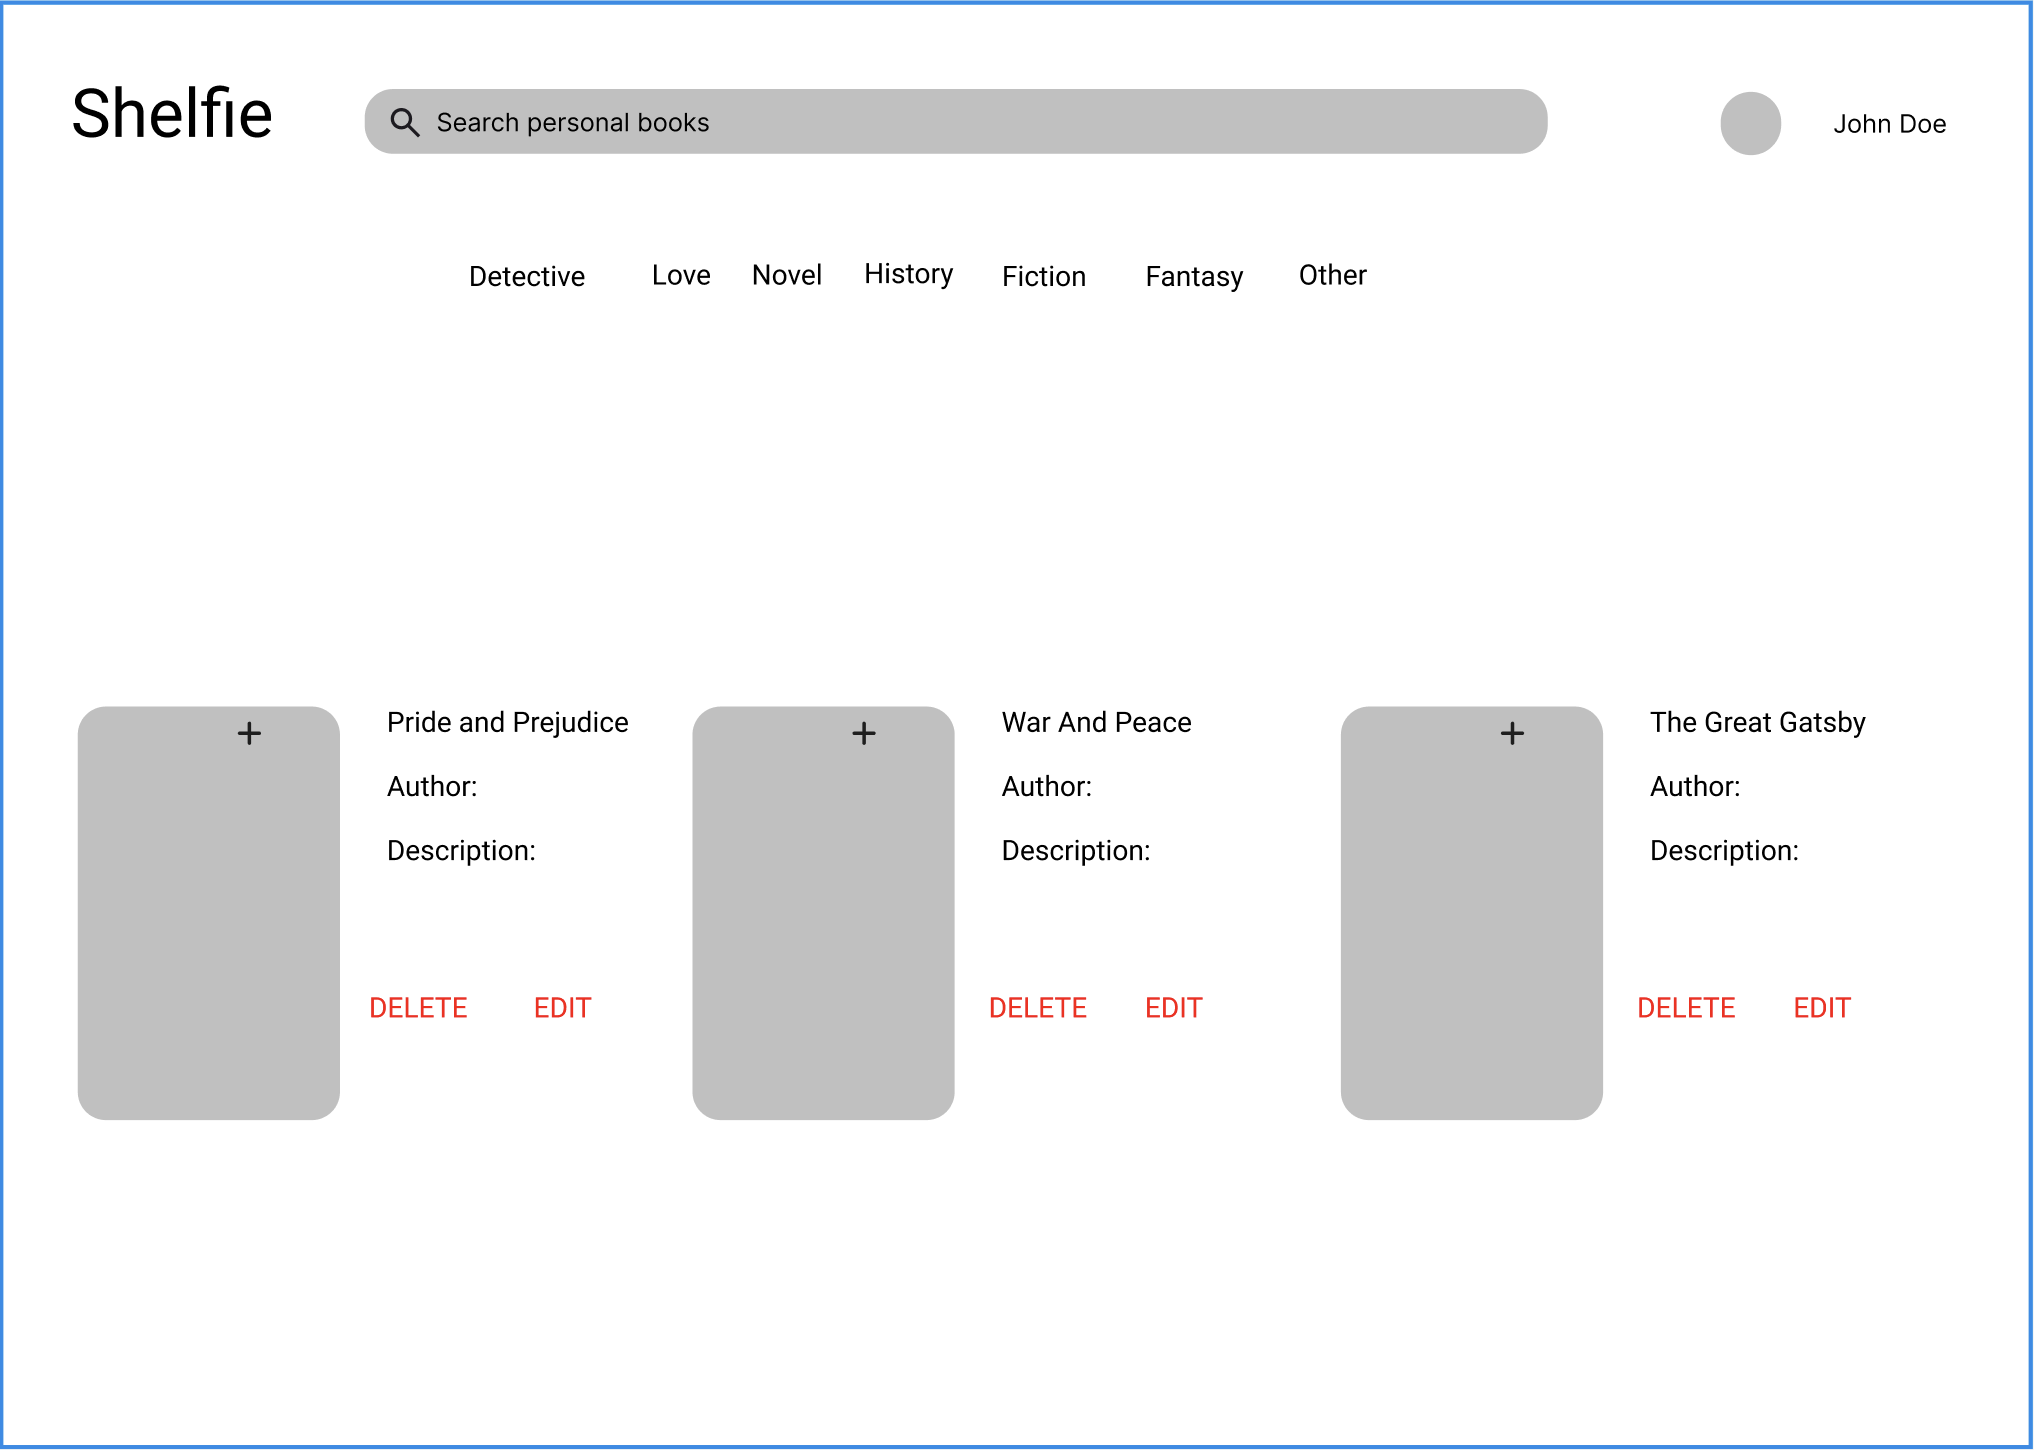 Shelfie
Search personal books
John Doe
Detective Love Novel History Fiction Fantasy Other
Pride and Prejudice
Author:
Description:
DELETE EDIT
War And Peace
Author:
Description:
DELETE EDIT
The Great Gatsby
Author:
Description:
DELETE EDIT